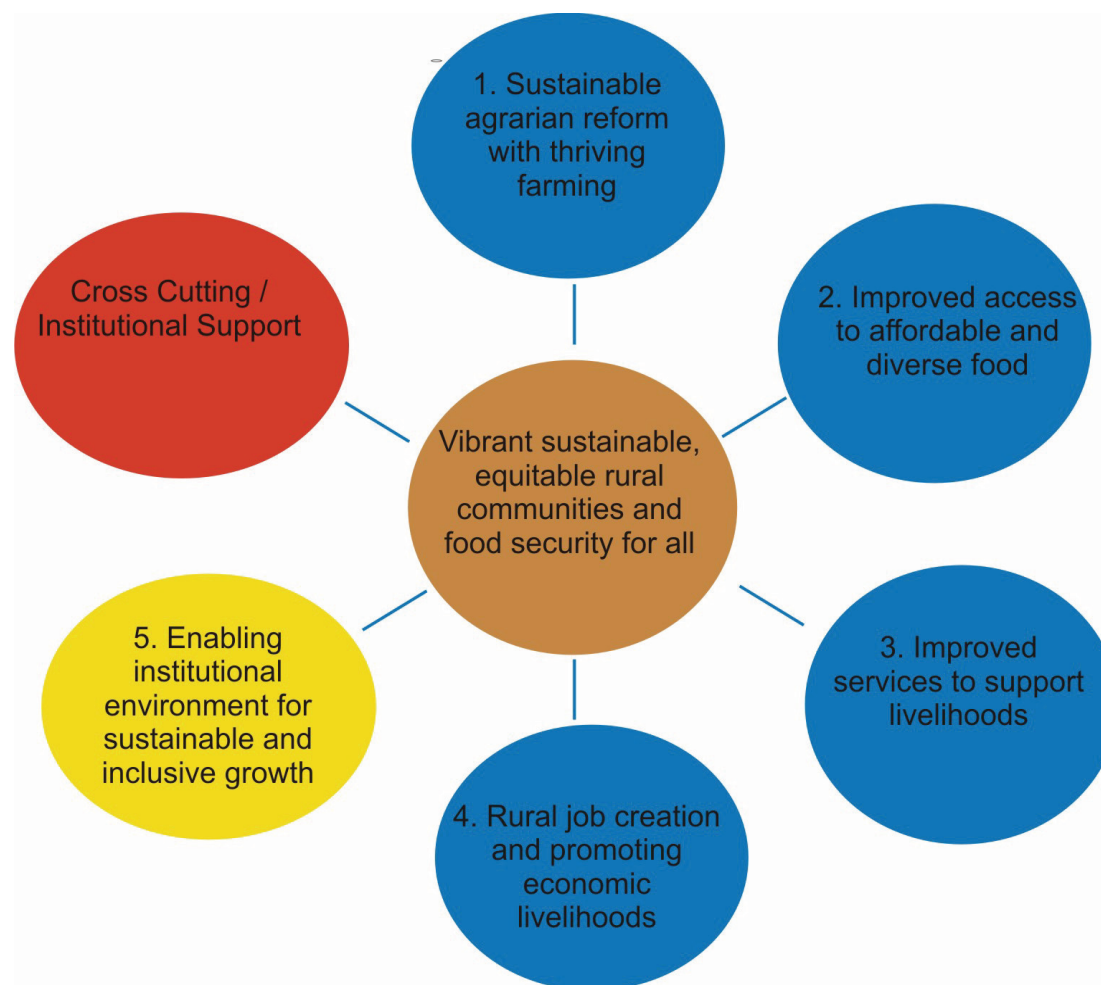 1. Sustainable
agrarian reform
with thriving
farming
Cross Cutting /
Institutional Support
2. Improved access
to affordable and
diverse food
Vibrant sustainable,
equitable rural
communities and
food security for all
5. Enabling
institutional
environment for
sustainable and
inclusive growth
3. Improved
services to support
livelihoods
4. Rural job creation
and promoting
economic
livelihoods